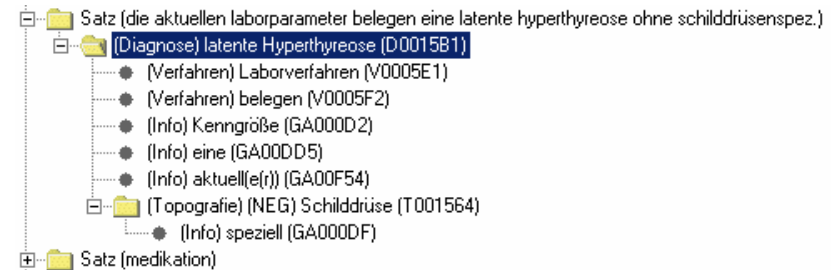 Satz (die aktuellen laborparameter belegen eine latente hyperthyreose ohne schilddrüsenspez.)
(Diagnose) latente Hyperthyreose (D0015B1)
(Verfahren) Laborverfahren (V0005E1)
(Verfahren) belegen (V0005F2)
(Info) Kenngröße (GA000D2)
(Info) eine (GA00DD5)
(Info) aktuell(e(r)) (GA00F54)
(Topografie) (NEG) Schilddrüse (T001564)
(Info) speziell (GA000DF)
Satz (medikation)